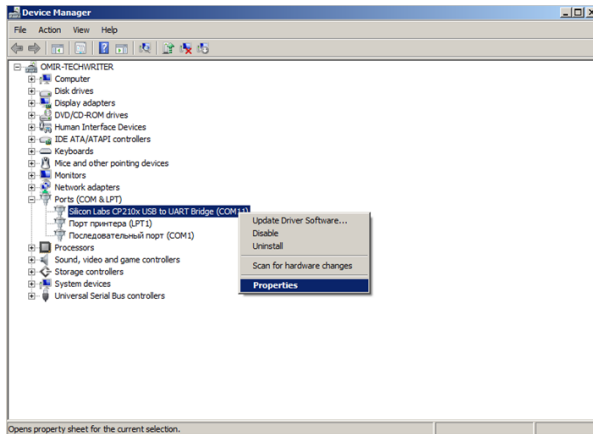 Device Manager
File Action View Help
OMIR-TECHWRITER
Computer
Disk drives
Display adapters
DVD/CD-ROM drives
Human Interface Devices
IDE ATA/ATAPI controllers
Keyboards
Mice and other pointing devices
Monitors
Network adapters
Ports (COM & LPT)
Silicon Labs CP210x USB to UART Bridge (COM11)
Порт принтера (LPT1)
Последовательный порт (COM1)
Processors
Sound, video and game controllers
Storage controllers
System devices
Universal Serial Bus controllers
Update Driver Software...
Disable
Uninstall
Scan for hardware changes
Properties
Opens property sheet for the current selection.